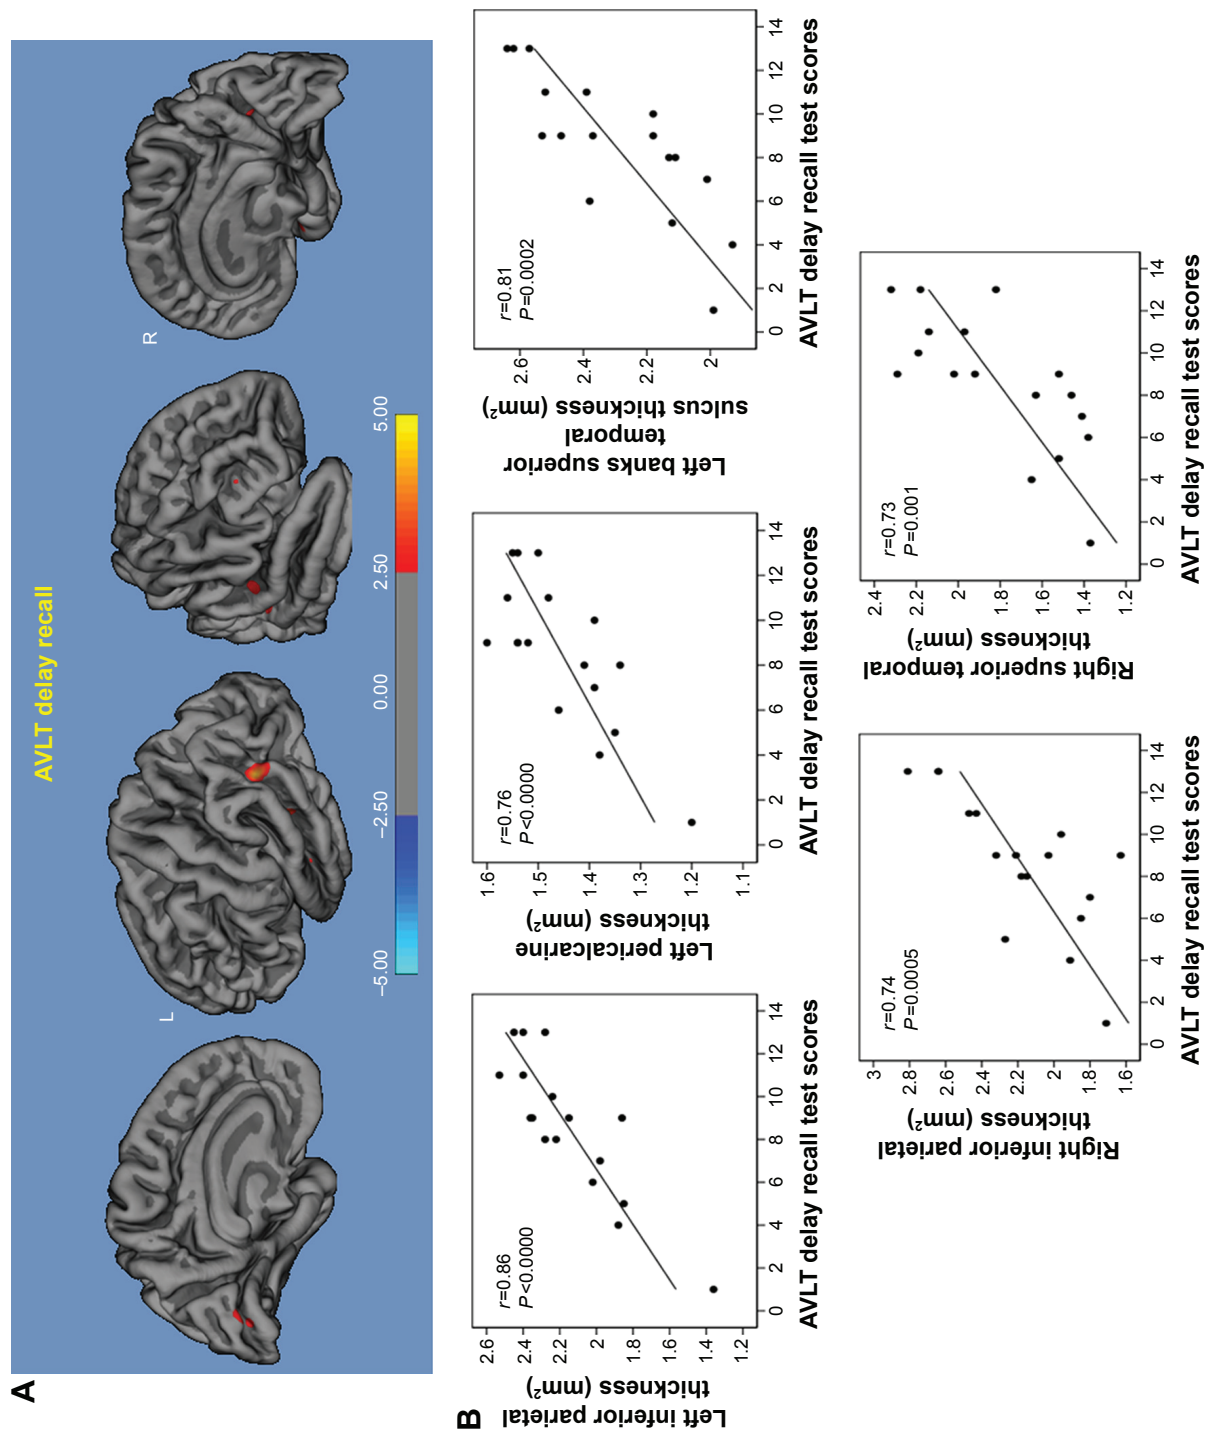 A
AVLT delay recall
L
R
–5.00
–2.50
0.00
2.50
5.00
B
Left inferior parietal
thickness (mm²)
2.6
2.4
2.2
2
1.8
1.6
1.4
1.2
r=0.86
P<0.0000
0 2 4 6 8 10 12 14
AVLT delay recall test scores
Left pericalcarine
thickness (mm²)
1.6
1.5
1.4
1.3
1.2
1.1
r=0.76
P<0.0000
0 2 4 6 8 10 12 14
AVLT delay recall test scores
Left banks superior
temporal
sulcus thickness (mm²)
2.6
2.4
2.2
2
r=0.81
P=0.0002
0 2 4 6 8 10 12 14
AVLT delay recall test scores
Right inferior parietal
thickness (mm²)
3
2.8
2.6
2.4
2.2
2
1.8
1.6
r=0.74
P=0.0005
0 2 4 6 8 10 12 14
AVLT delay recall test scores
Right superior temporal
thickness (mm²)
2.4
2.2
2
1.8
1.6
1.4
1.2
r=0.73
P=0.001
0 2 4 6 8 10 12 14
AVLT delay recall test scores